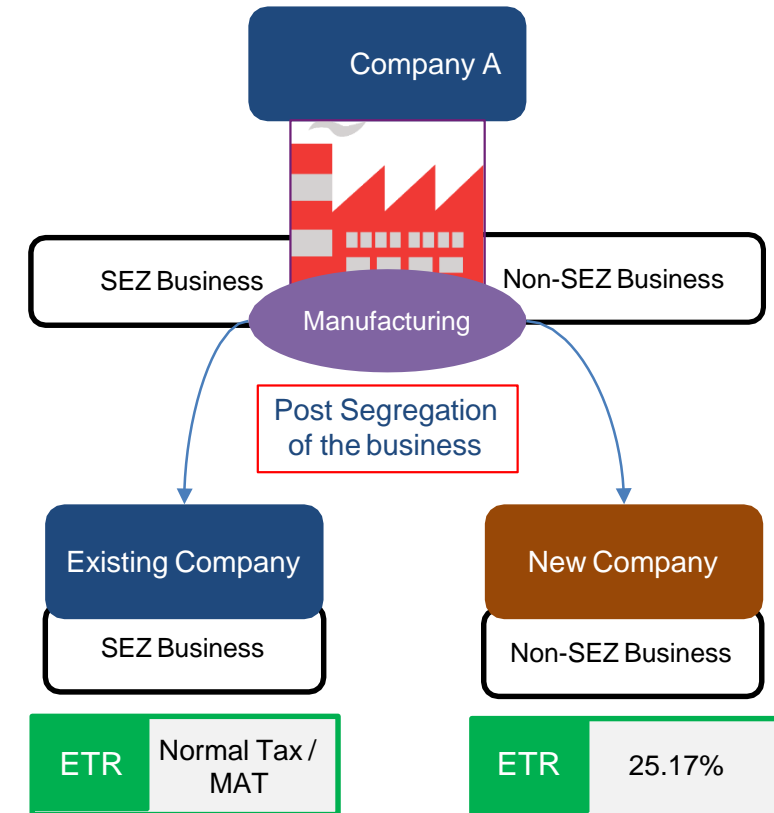 Company A
SEZ Business
Non-SEZ Business
Manufacturing
Post Segregation
of the business
Existing Company
New Company
SEZ Business
Non-SEZ Business
ETR
Normal Tax /
MAT
ETR
25.17%